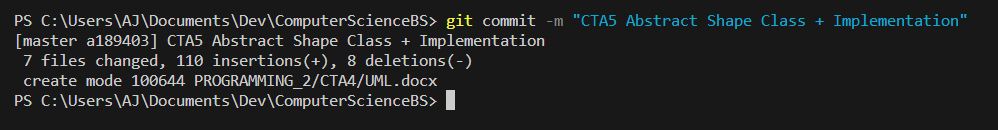 PS C:\Users\AJ\Documents\Dev\ComputerScienceBS> git commit -m "CTA5 Abstract Shape Class + Implementation"
[master a189403] CTA5 Abstract Shape Class + Implementation
 7 files changed, 110 insertions(+), 8 deletions(-)
 create mode 100644 PROGRAMMING_2/CTA4/UML.docx
PS C:\Users\AJ\Documents\Dev\ComputerScienceBS>